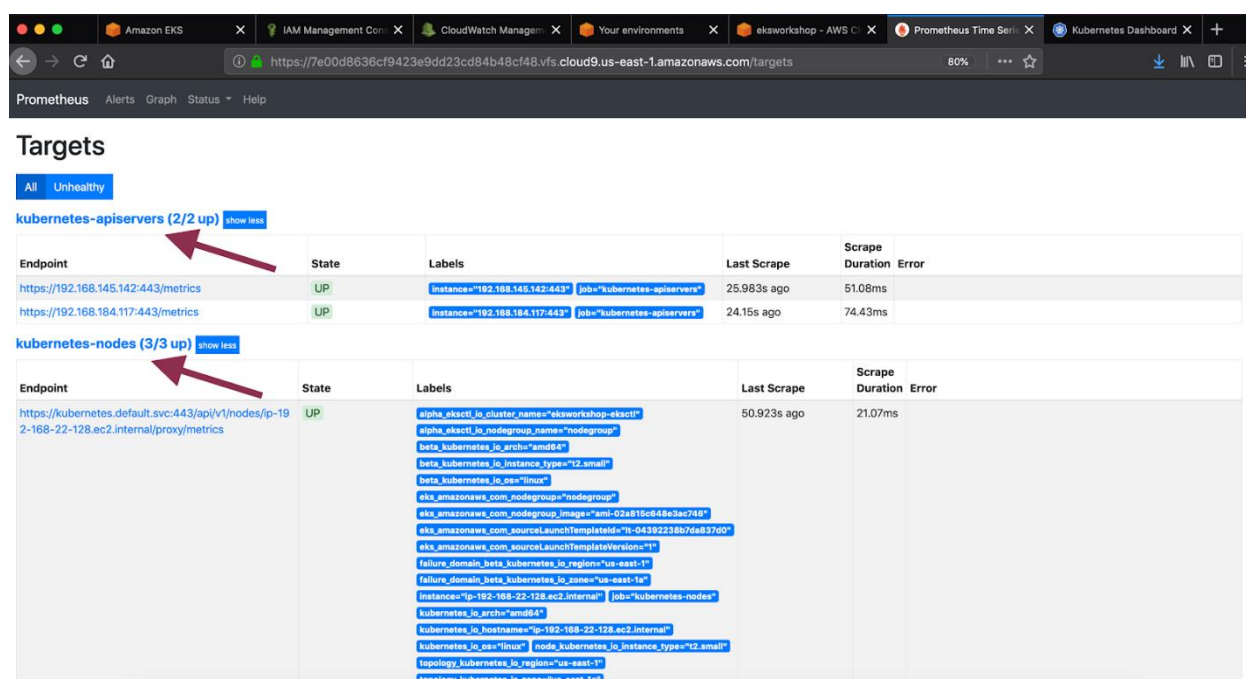 Amazon EKS
IAM Management Cons
CloudWatch Managem
Your environments
eksworkshop - AWS Cl
Prometheus Time Serie
Kubernetes Dashboard
https://7e00d8636cf9423e9dd23cd84b48cf48.vfs.cloud9.us-east-1.amazonaws.com/targets
80%
Prometheus Alerts Graph Status Help
Targets
All Unhealthy
kubernetes-apiservers (2/2 up) show less
Endpoint State Labels Last Scrape Scrape Duration Error
https://192.168.145.142:443/metrics UP instance="192.168.145.142:443" job="kubernetes-apiservers" 25.983s ago 51.08ms
https://192.168.184.117:443/metrics UP instance="192.168.184.117:443" job="kubernetes-apiservers" 24.15s ago 74.43ms
kubernetes-nodes (3/3 up) show less
Endpoint State Labels Last Scrape Scrape Duration Error
https://kubernetes.default.svc:443/api/v1/nodes/ip-19 UP alpha_eksctl_io_cluster_name="eksworkshop-eksctl" 50.923s ago 21.07ms
2-168-22-128.ec2.internal/proxy/metrics alpha_eksctl_io_nodegroup_name="nodegroup"
beta_kubernetes_io_arch="amd64"
beta_kubernetes_io_instance_type="t2.small"
beta_kubernetes_io_os="linux"
eks_amazonaws_com_nodegroup="nodegroup"
eks_amazonaws_com_nodegroup_image="ami-02a815c648e3ac746"
eks_amazonaws_com_sourceLaunchTemplateId="lt-04392238b7da837d0"
eks_amazonaws_com_sourceLaunchTemplateVersion="1"
failure_domain_beta_kubernetes_io_region="us-east-1"
failure_domain_beta_kubernetes_io_zone="us-east-1a"
instance="ip-192-168-22-128.ec2.internal" job="kubernetes-nodes"
kubernetes_io_arch="amd64"
kubernetes_io_hostname="ip-192-168-22-128.ec2.internal"
kubernetes_io_os="linux" node_kubernetes_io_instance_type="t2.small"
topology_kubernetes_io_region="us-east-1"